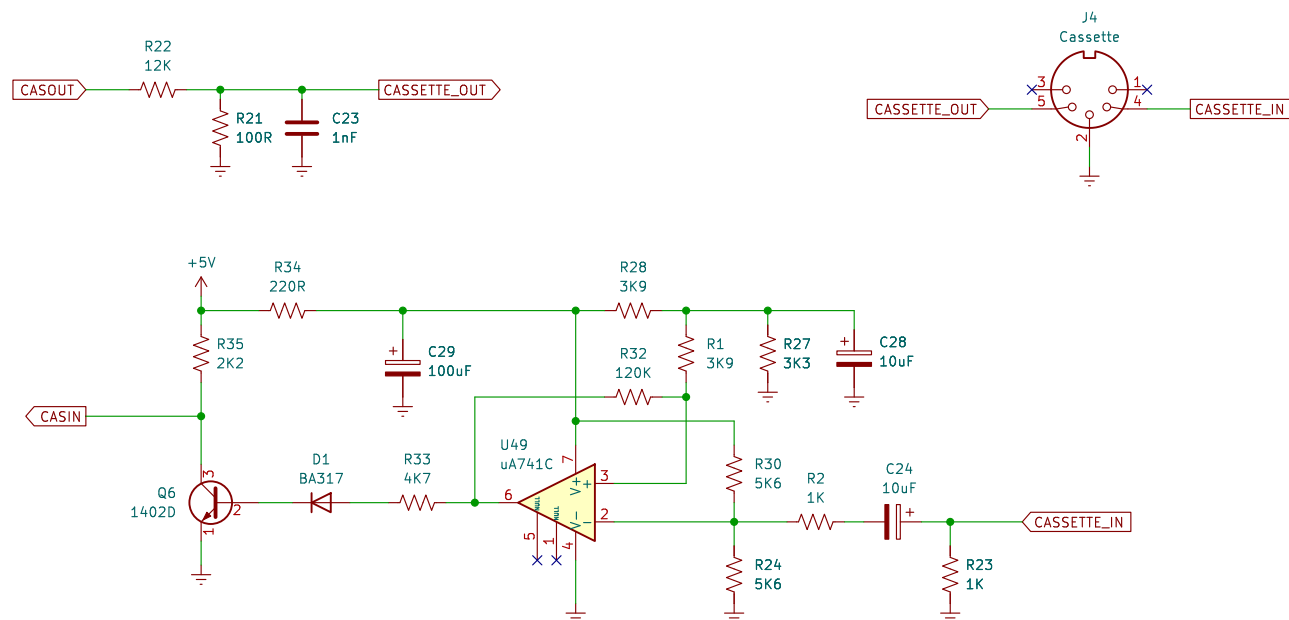 J4
Cassette
R22
12K
CASOUT
CASSETTE_OUT
R21
100R
C23
1nF
3
1
5
4
2
CASSETTE_OUT
CASSETTE_IN
+5V
R34
220R
R28
3K9
R35
2K2
C29
100uF
R32
120K
R1
3K9
R27
3K3
C28
10uF
+
+
CASIN
U49
uA741C
D1
BA317
R33
4K7
Q6
1402D
3
2
1
7
6
3
2
5
1
4
V+
+
V-
-
NULL
NULL
R30
5K6
R2
1K
C24
10uF
+
CASSETTE_IN
R24
5K6
R23
1K